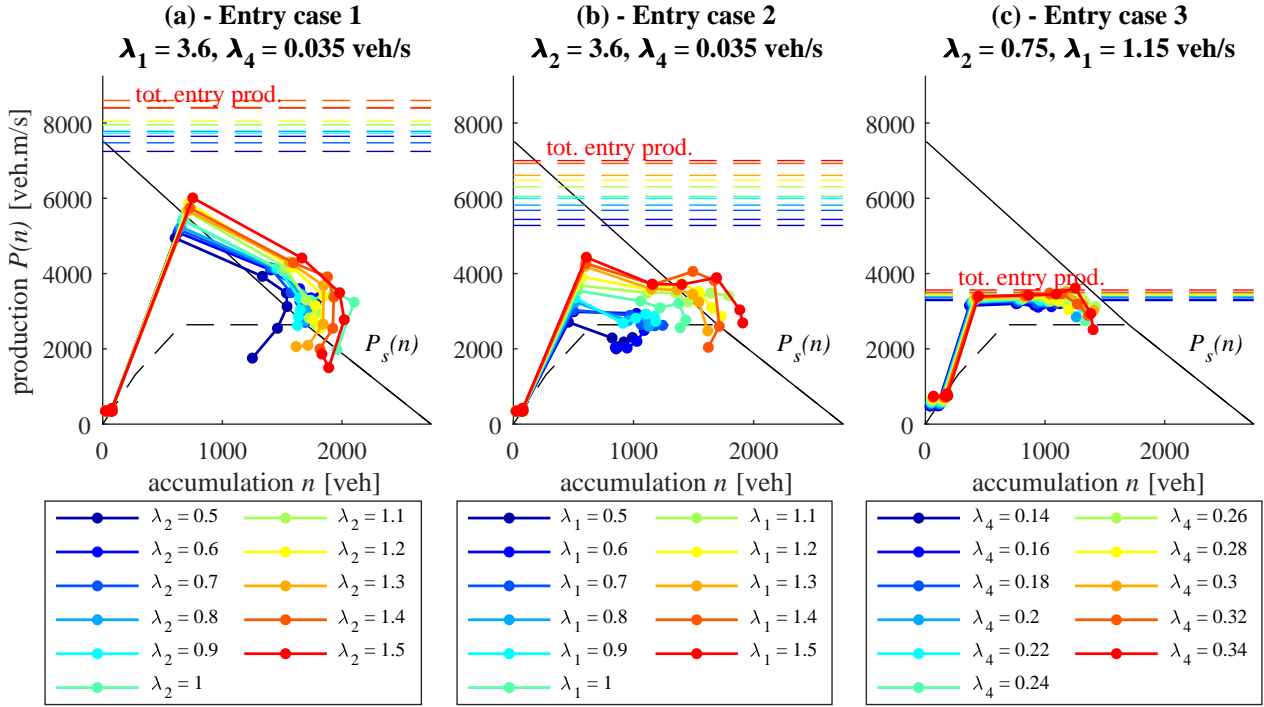 (a) - Entry case 1
λ1 = 3.6, λ4 = 0.035 veh/s
(b) - Entry case 2
λ2 = 3.6, λ4 = 0.035 veh/s
(c) - Entry case 3
λ2 = 0.75, λ1 = 1.15 veh/s
production P(n) [veh.m/s]
8000
6000
4000
2000
0
tot. entry prod.
Ps(n)
0
1000
2000
accumulation n [veh]
8000
6000
4000
2000
0
tot. entry prod.
Ps(n)
0
1000
2000
accumulation n [veh]
8000
6000
4000
2000
0
tot. entry prod.
Ps(n)
0
1000
2000
accumulation n [veh]
λ2 = 0.5
λ2 = 0.6
λ2 = 0.7
λ2 = 0.8
λ2 = 0.9
λ2 = 1
λ2 = 1.1
λ2 = 1.2
λ2 = 1.3
λ2 = 1.4
λ2 = 1.5
λ1 = 0.5
λ1 = 0.6
λ1 = 0.7
λ1 = 0.8
λ1 = 0.9
λ1 = 1
λ1 = 1.1
λ1 = 1.2
λ1 = 1.3
λ1 = 1.4
λ1 = 1.5
λ4 = 0.14
λ4 = 0.16
λ4 = 0.18
λ4 = 0.2
λ4 = 0.22
λ4 = 0.24
λ4 = 0.26
λ4 = 0.28
λ4 = 0.3
λ4 = 0.32
λ4 = 0.34